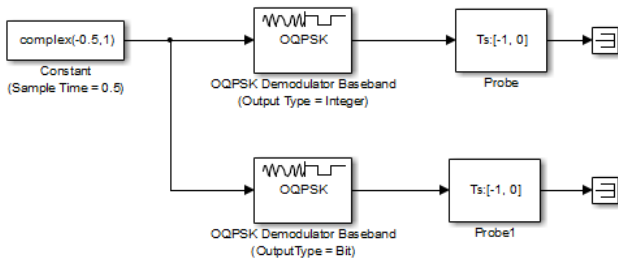 complex(-0.5,1)
Constant
(Sample Time = 0.5)
OQPSK
OQPSK Demodulator Baseband
(Output Type = Integer)
Ts:[-1, 0]
Probe
OQPSK
OQPSK Demodulator Baseband
(OutputType = Bit)
Ts:[-1, 0]
Probe1